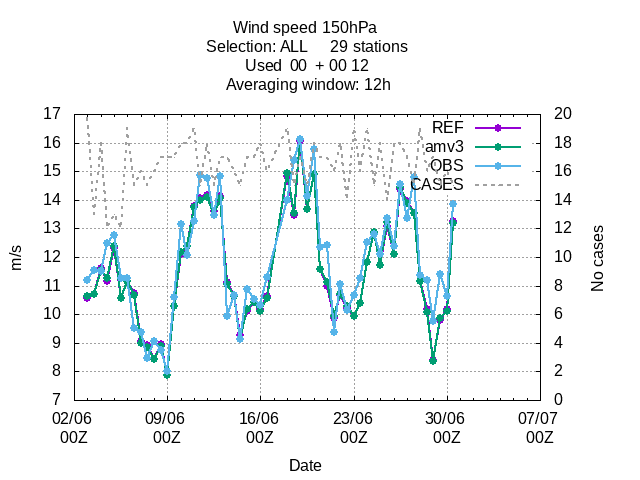 Wind speed 150hPa
Selection: ALL 29 stations
Used 00 + 00 12
Averaging window: 12h
17 20
16 18
15 16
14 14
13 12
12 10
11 8
10 6
9 4
8 2
7 0
REF
amv3
OBS
CASES
m/s
No cases
02/06 09/06 16/06 23/06 30/06 07/07
00Z 00Z 00Z 00Z 00Z 00Z
Date